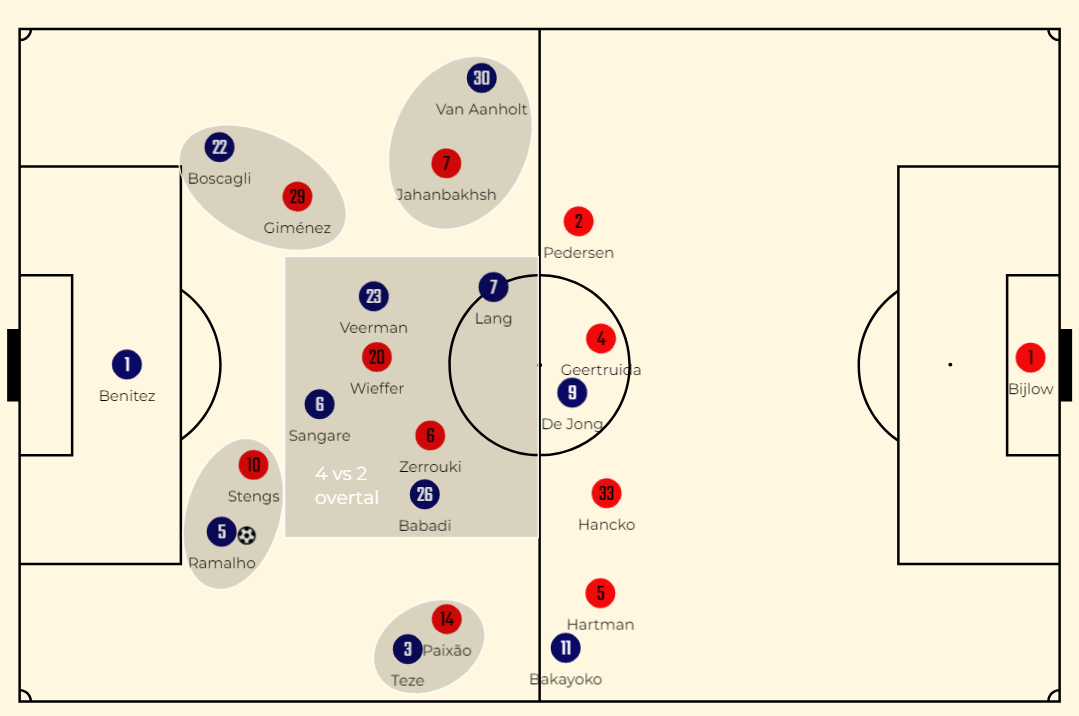 30
Van Aanholt
22
Boscagli
7
Jahanbakhsh
29
Giménez
2
Pedersen
7
Lang
23
Veerman
4
Geertruida
20
Wieffer
1
Benitez
1
Bijlow
9
De Jong
6
Sangare
6
Zerrouki
10
Stengs
4 vs 2
overtal
26
Babadi
33
Hancko
5
Ramalho
5
Hartman
14
Paixão
3
Teze
11
Bakayoko